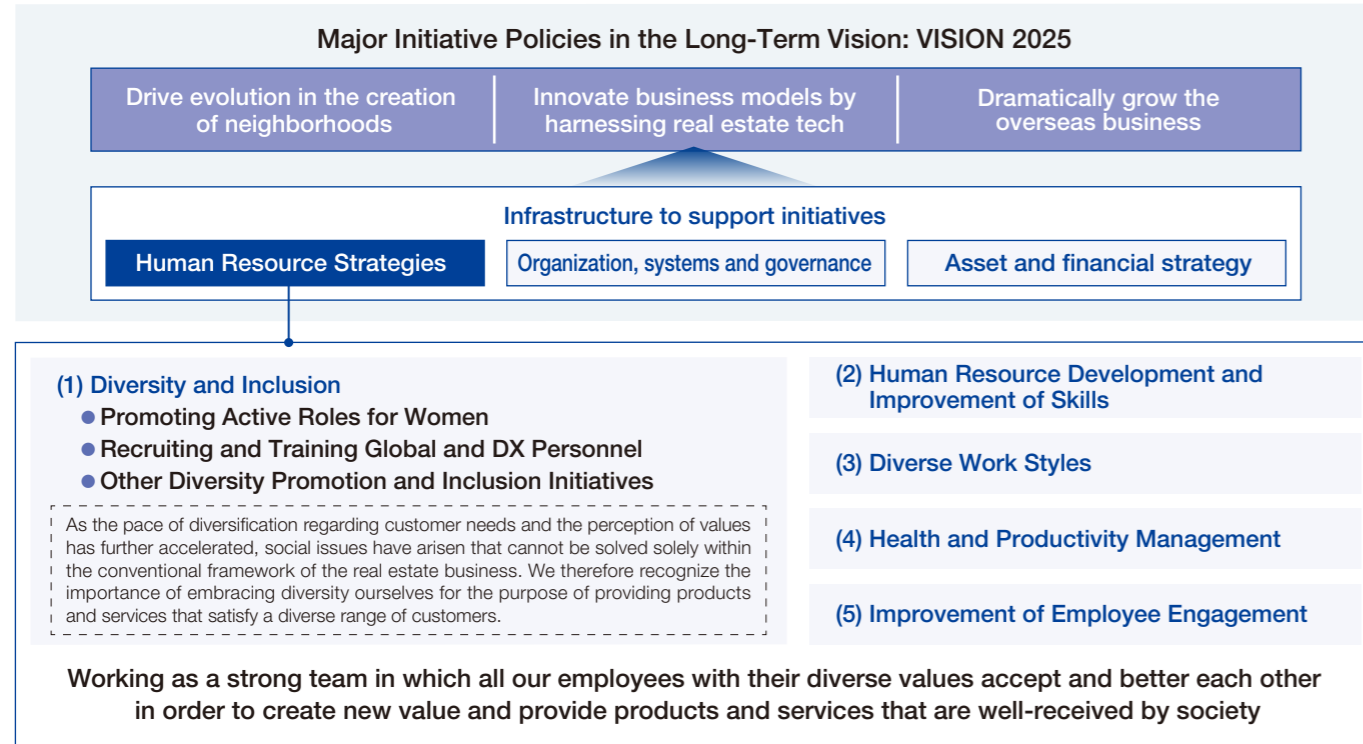 Major Initiative Policies in the Long-Term Vision: VISION 2025
Drive evolution in the creation
of neighborhoods
Innovate business models by
harnessing real estate tech
Dramatically grow the
overseas business
Infrastructure to support initiatives
Human Resource Strategies
Organization, systems and governance
Asset and financial strategy
(1) Diversity and Inclusion
● Promoting Active Roles for Women
● Recruiting and Training Global and DX Personnel
● Other Diversity Promotion and Inclusion Initiatives
As the pace of diversification regarding customer needs and the perception of values
has further accelerated, social issues have arisen that cannot be solved solely within
the conventional framework of the real estate business. We therefore recognize the
importance of embracing diversity ourselves for the purpose of providing products
and services that satisfy a diverse range of customers.
(2) Human Resource Development and
Improvement of Skills
(3) Diverse Work Styles
(4) Health and Productivity Management
(5) Improvement of Employee Engagement
Working as a strong team in which all our employees with their diverse values accept and better each other
in order to create new value and provide products and services that are well-received by society